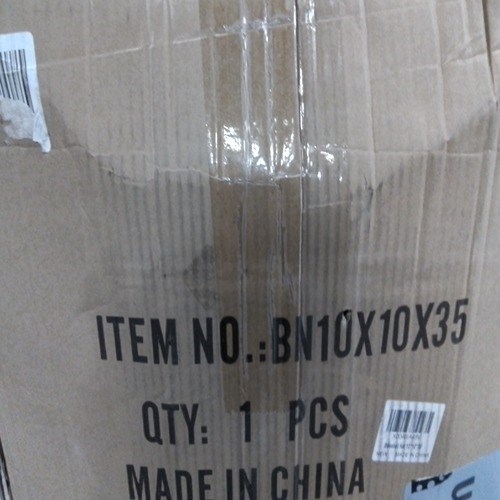 ITEM NO.:BN10X10X35
QTY: 1 PCS
MADE IN CHINA